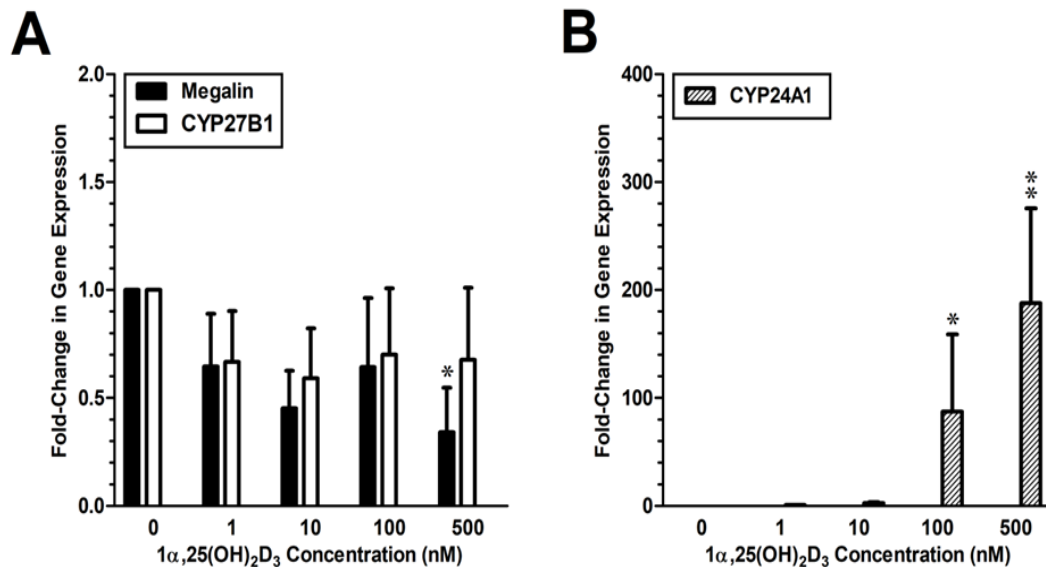 A
Fold-Change in Gene Expression
2.0
1.5
1.0
0.5
0.0
Megalin
CYP27B1
*
0 1 10 100 500
1α,25(OH)₂D₃ Concentration (nM)
B
Fold-Change in Gene Expression
400
300
200
100
0
CYP24A1
*
**
0 1 10 100 500
1α,25(OH)₂D₃ Concentration (nM)